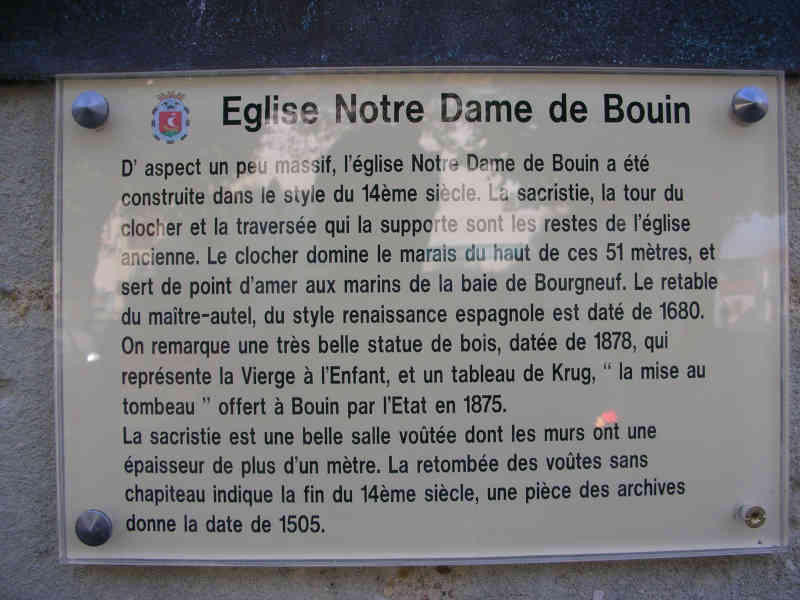 Eglise Notre Dame de Bouin
D' aspect un peu massif, l'église Notre Dame de Bouin a été
construite dans le style du 14ème siècle. La sacristie, la tour du
clocher et la traversée qui la supporte sont les restes de l'église
ancienne. Le clocher domine le marais du haut de ces 51 mètres, et
sert de point d'amer aux marins de la baie de Bourgneuf. Le retable
du maître-autel, du style renaissance espagnole est daté de 1680.
On remarque une très belle statue de bois, datée de 1878, qui
représente la Vierge à l'Enfant, et un tableau de Krug, “ la mise au
tombeau ” offert à Bouin par l'Etat en 1875.
La sacristie est une belle salle voûtée dont les murs ont une
épaisseur de plus d'un mètre. La retombée des voûtes sans
chapiteau indique la fin du 14ème siècle, une pièce des archives
donne la date de 1505.